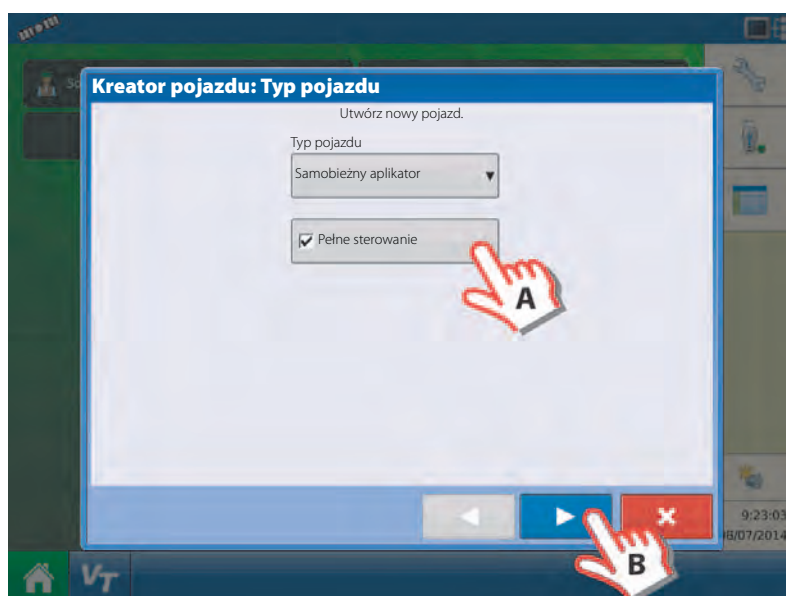 Kreator pojazdu: Typ pojazdu
Utwórz nowy pojazd.
Typ pojazdu
Samobieżny aplikator
Pełne sterowanie
A
B
9:23:03
08/07/2014
VT